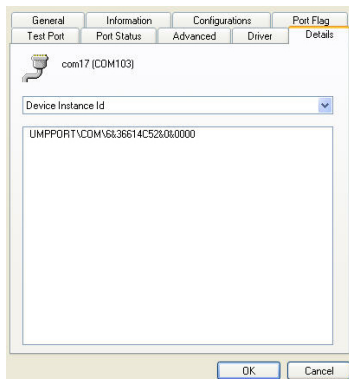 General Information Configurations Port Flag
Test Port Port Status Advanced Driver Details
com17 (COM103)
Device Instance Id
UMPPORT\COM\6&36614C52&0&0000
OK Cancel